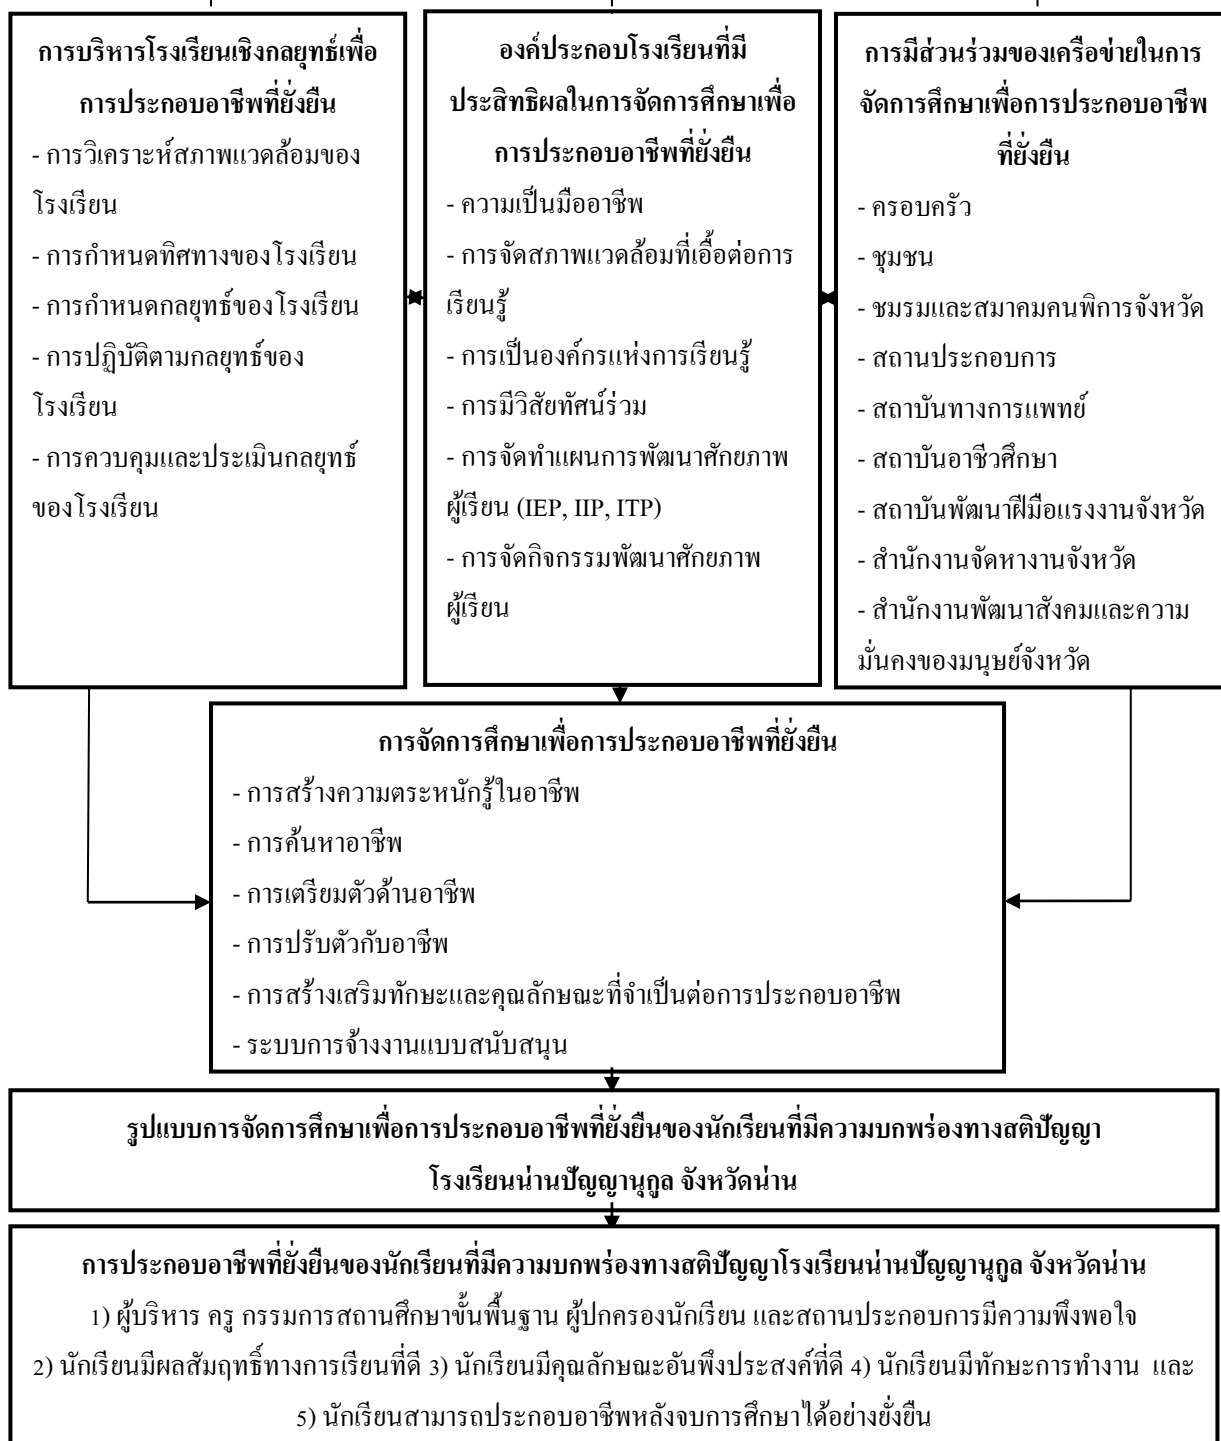 การบริหารโรงเรียนเชิงกลยุทธ์เพื่อ
การประกอบอาชีพที่ยั่งยืน
- การวิเคราะห์สภาพแวดล้อมของ
โรงเรียน
- การกำหนดทิศทางของโรงเรียน
- การกำหนดกลยุทธ์ของโรงเรียน
- การปฏิบัติตามกลยุทธ์ของ
โรงเรียน
- การควบคุมและประเมินกลยุทธ์
ของโรงเรียน
องค์ประกอบโรงเรียนที่มี
ประสิทธิผลในการจัดการศึกษาเพื่อ
การประกอบอาชีพที่ยั่งยืน
- ความเป็นมืออาชีพ
- การจัดสภาพแวดล้อมที่เอื้อต่อการ
เรียนรู้
- การเป็นองค์กรแห่งการเรียนรู้
- การมีวิสัยทัศน์ร่วม
- การจัดทำแผนการพัฒนาศักยภาพ
ผู้เรียน (IEP, IIP, ITP)
- การจัดกิจกรรมพัฒนาศักยภาพ
ผู้เรียน
การมีส่วนร่วมของเครือข่ายในการ
จัดการศึกษาเพื่อการประกอบอาชีพ
ที่ยั่งยืน
- ครอบครัว
- ชุมชน
- ชมรมและสมาคมคนพิการจังหวัด
- สถานประกอบการ
- สถาบันทางการแพทย์
- สถาบันอาชีวศึกษา
- สถาบันพัฒนาฝีมือแรงงานจังหวัด
- สำนักงานจัดหางานจังหวัด
- สำนักงานพัฒนาสังคมและความ
มั่นคงของมนุษย์จังหวัด
การจัดการศึกษาเพื่อการประกอบอาชีพที่ยั่งยืน
- การสร้างความตระหนักรู้ในอาชีพ
- การค้นหาอาชีพ
- การเตรียมตัวด้านอาชีพ
- การปรับตัวกับอาชีพ
- การสร้างเสริมทักษะและคุณลักษณะที่จำเป็นต่อการประกอบอาชีพ
- ระบบการจ้างงานแบบสนับสนุน
รูปแบบการจัดการศึกษาเพื่อการประกอบอาชีพที่ยั่งยืนของนักเรียนที่มีความบกพร่องทางสติปัญญา
โรงเรียนน่านปัญญานุกูล จังหวัดน่าน
การประกอบอาชีพที่ยั่งยืนของนักเรียนที่มีความบกพร่องทางสติปัญญาโรงเรียนน่านปัญญานุกูล จังหวัดน่าน
1) ผู้บริหาร ครู กรรมการสถานศึกษาขั้นพื้นฐาน ผู้ปกครองนักเรียน และสถานประกอบการมีความพึงพอใจ
2) นักเรียนมีผลสัมฤทธิ์ทางการเรียนที่ดี 3) นักเรียนมีคุณลักษณะอันพึงประสงค์ที่ดี 4) นักเรียนมีทักษะการทำงาน และ
5) นักเรียนสามารถประกอบอาชีพหลังจบการศึกษาได้อย่างยั่งยืน